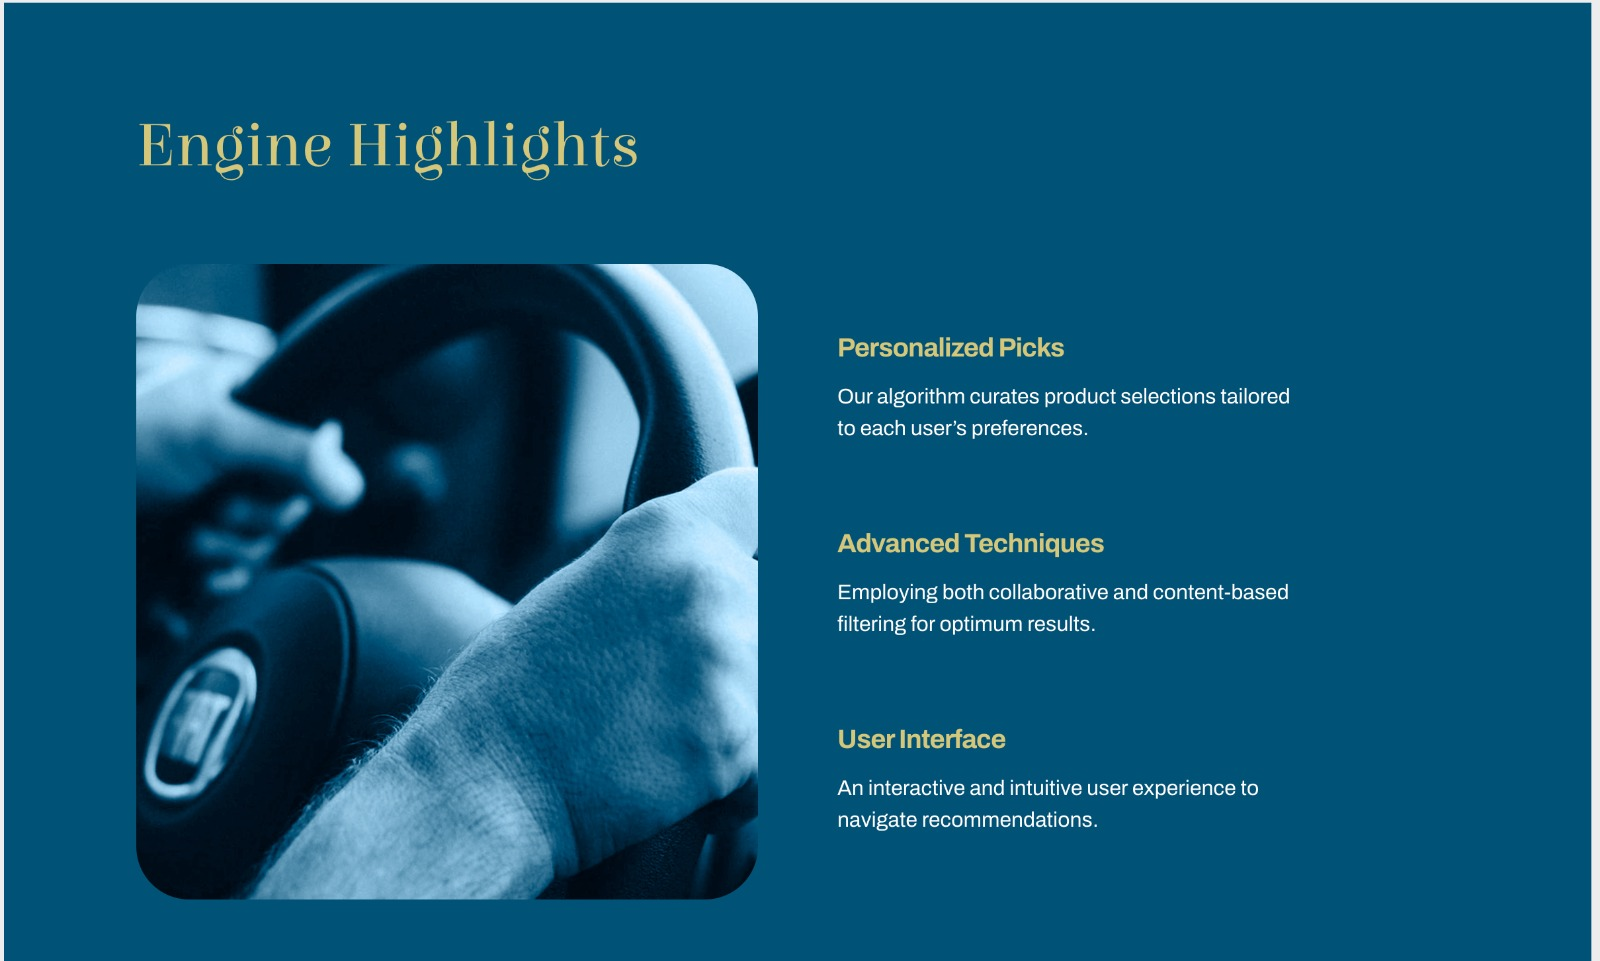 Engine Highlights
Personalized Picks
Our algorithm curates product selections tailored
to each user’s preferences.
Advanced Techniques
Employing both collaborative and content-based
filtering for optimum results.
User Interface
An interactive and intuitive user experience to
navigate recommendations.